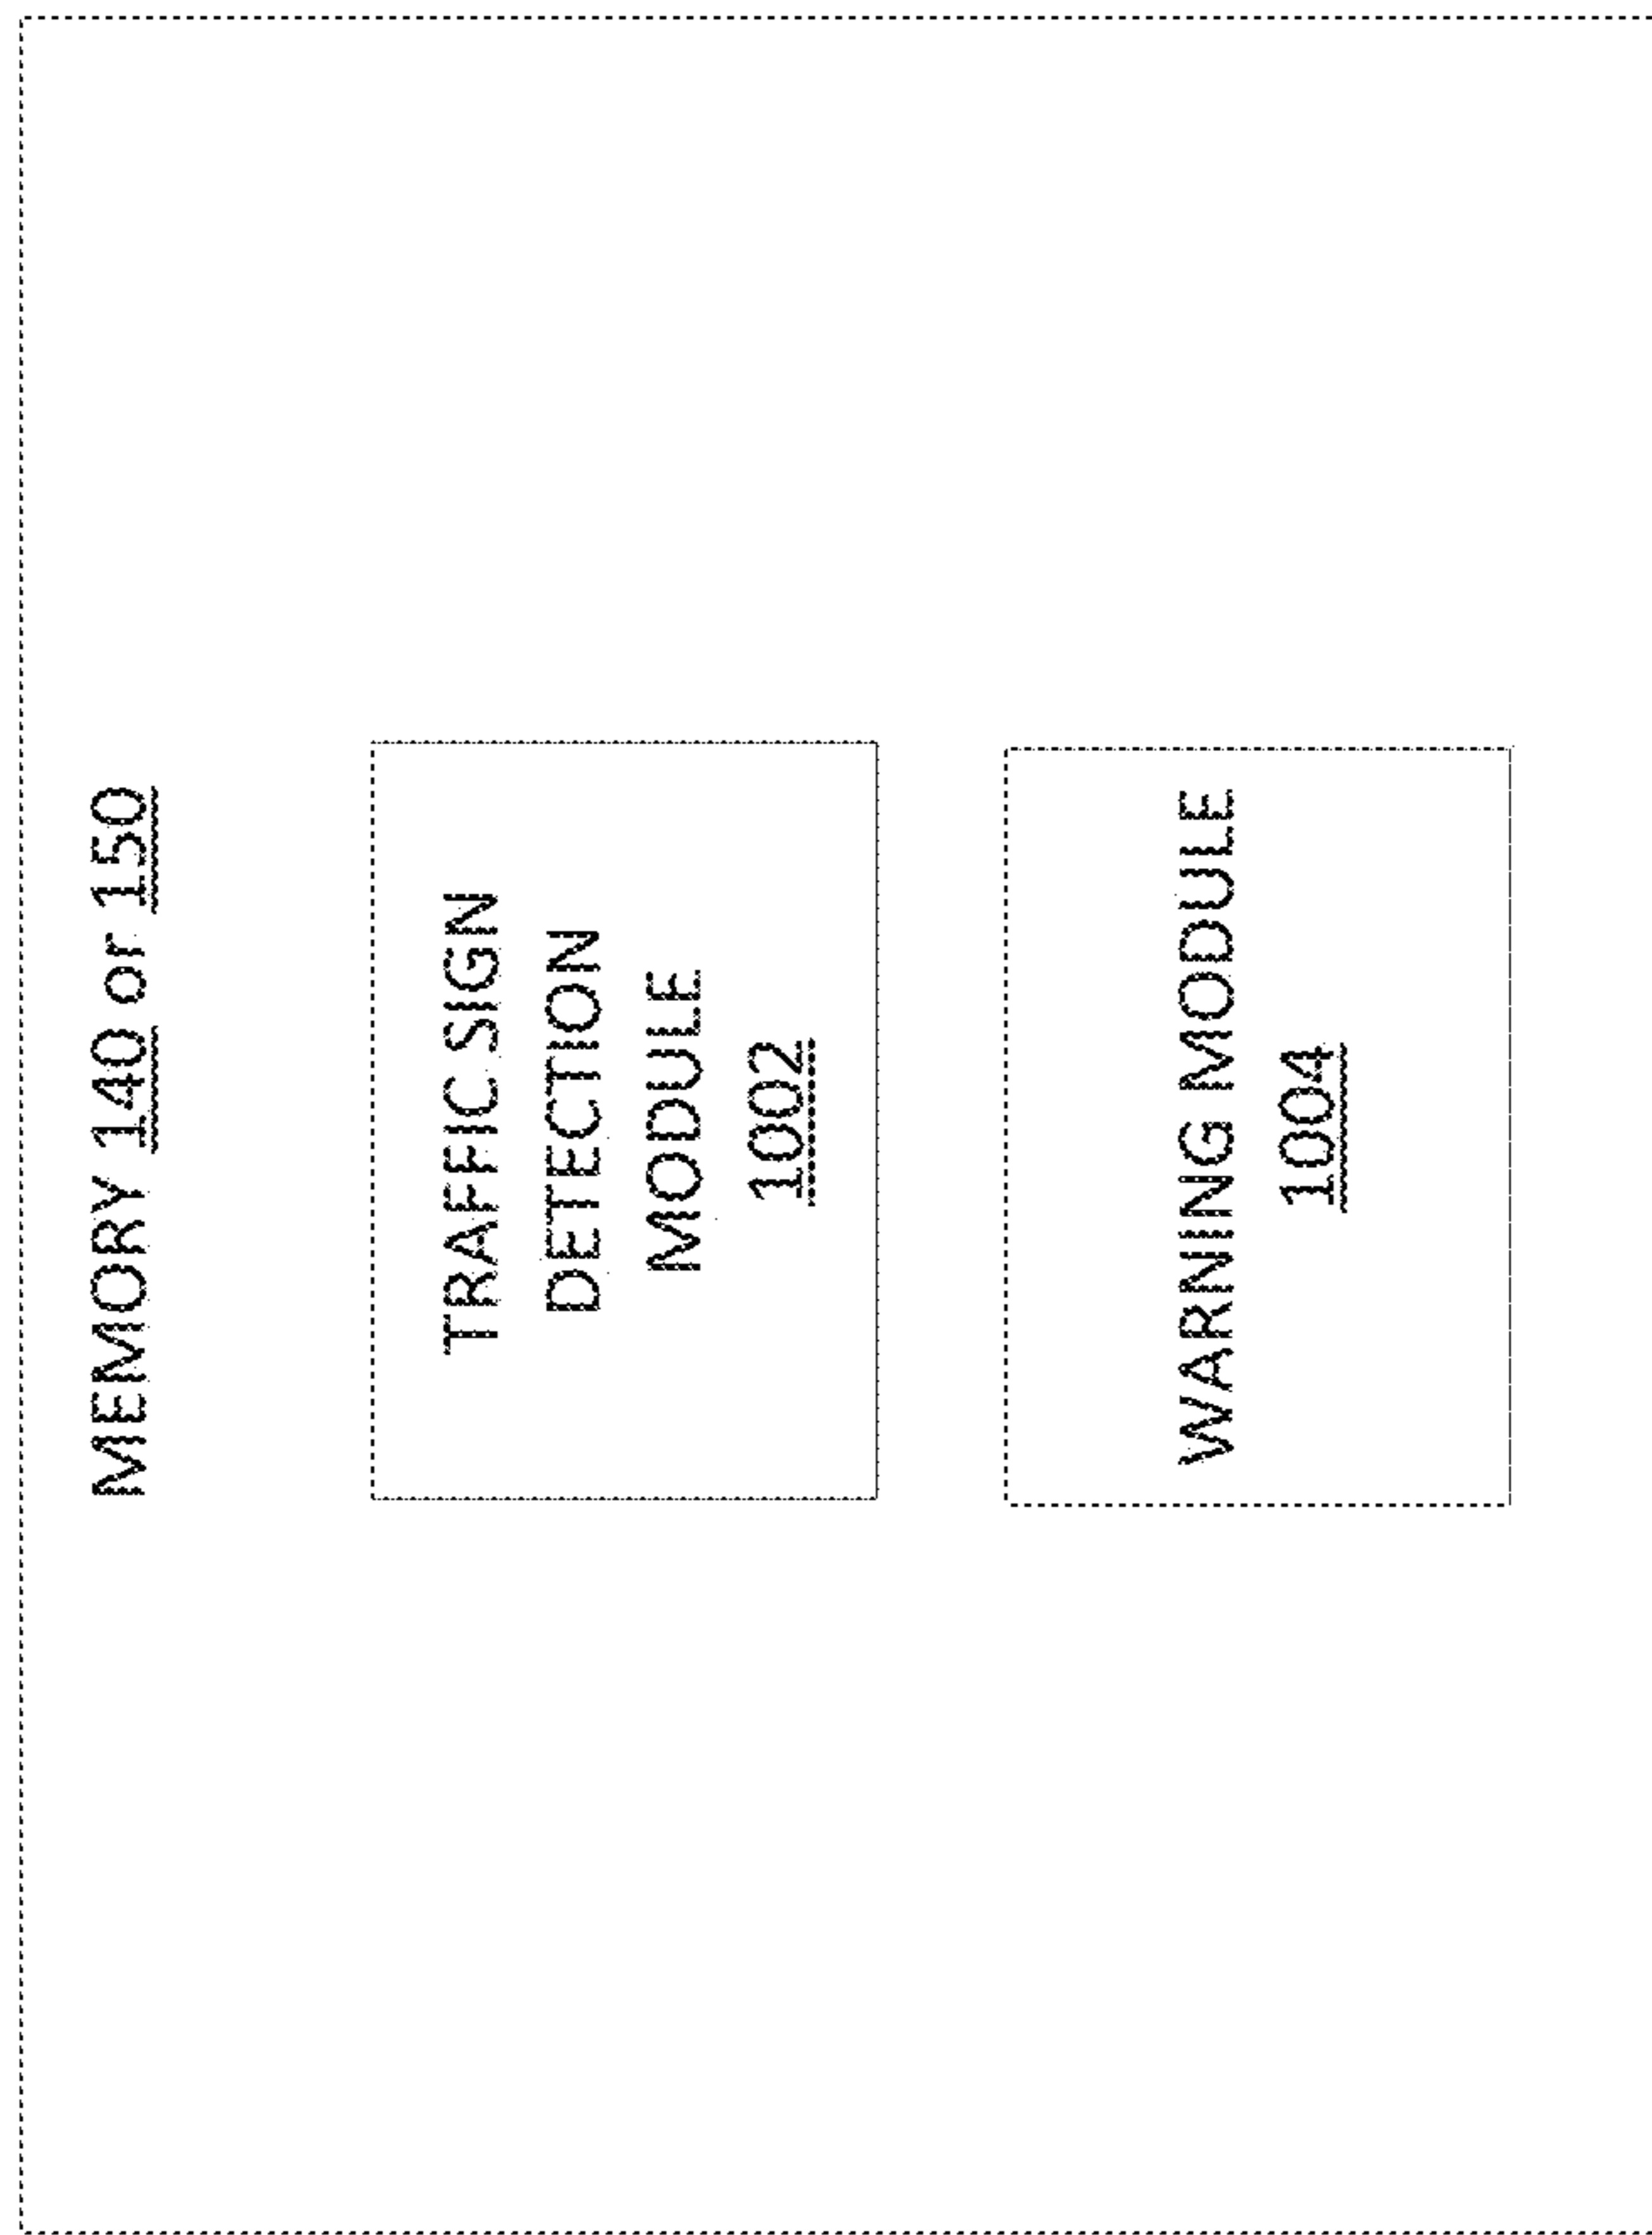 MEMORY 140 or 150
TRAFFIC SIGN
DETECTION
MODULE
1002
WARNING MODULE
1004